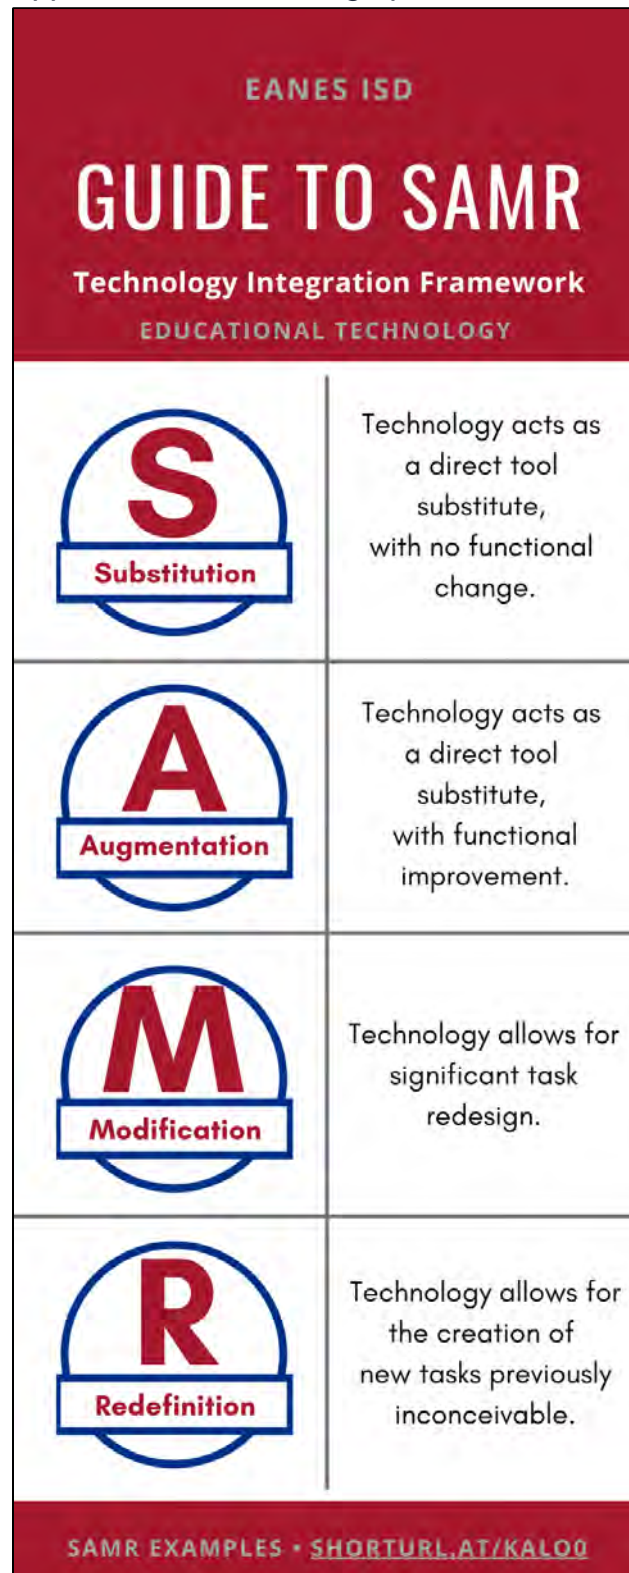 EANES ISD
GUIDE TO SAMR
Technology Integration Framework
EDUCATIONAL TECHNOLOGY
S
Substitution
Technology acts as
a direct tool
substitute,
with no functional
change.
A
Augmentation
Technology acts as
a direct tool
substitute,
with functional
improvement.
M
Modification
Technology allows for
significant task
redesign.
R
Redefinition
Technology allows for
the creation of
new tasks previously
inconceivable.
SAMR EXAMPLES • SHORTURL.AT/KALO0